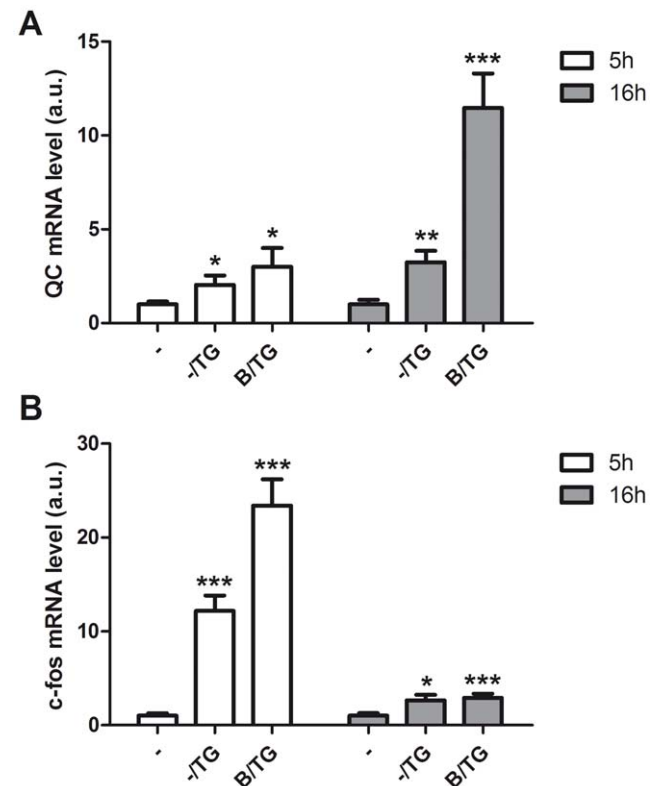 A
QC mRNA level (a.u.)
15
10
5
0
*
*
**
***
-
-/TG
B/TG
-
-/TG
B/TG
5h
16h
B
c-fos mRNA level (a.u.)
30
20
10
0
***
***
*
***
-
-/TG
B/TG
-
-/TG
B/TG
5h
16h